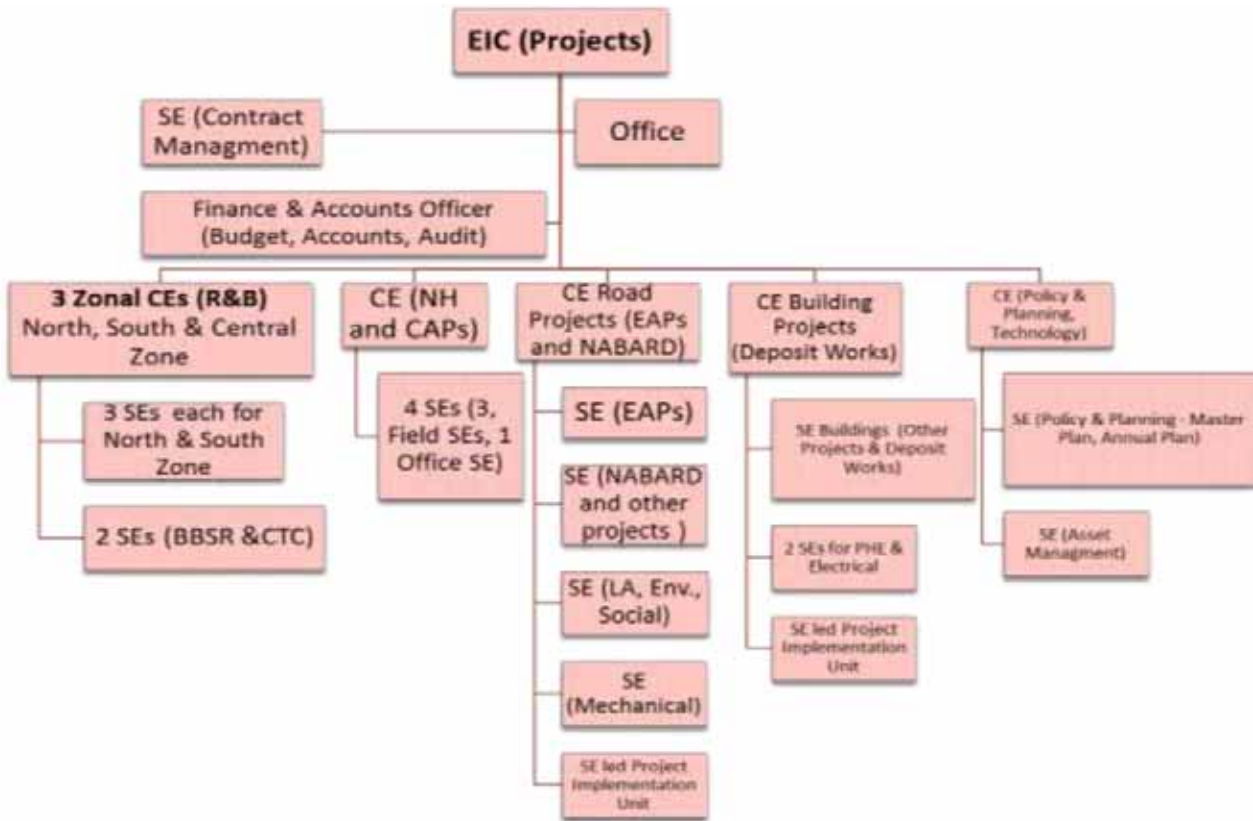 EIC (Projects)
SE (Contract
Managment)
Office
Finance & Accounts Officer
(Budget, Accounts, Audit)
3 Zonal CEs (R&B)
North, South & Central
Zone
3 SEs each for
North & South
Zone
2 SEs (BBSR &CTC)
CE (NH
and CAPs)
4 SEs (3,
Field SEs, 1
Office SE)
CE Road
Projects (EAPs
and NABARD)
SE (EAPs)
SE (NABARD
and other
projects )
SE (LA, Env.,
Social)
SE
(Mechanical)
SE led Project
Implementation
Unit
CE Building
Projects
(Deposit Works)
SE Buildings (Other
Projects & Deposit
Works)
2 SEs for PHE &
Electrical
SE led Project
Implementation
Unit
CE (Policy &
Planning,
Technology)
SE (Policy & Planning - Master
Plan, Annual Plan)
SE (Asset
Managment)